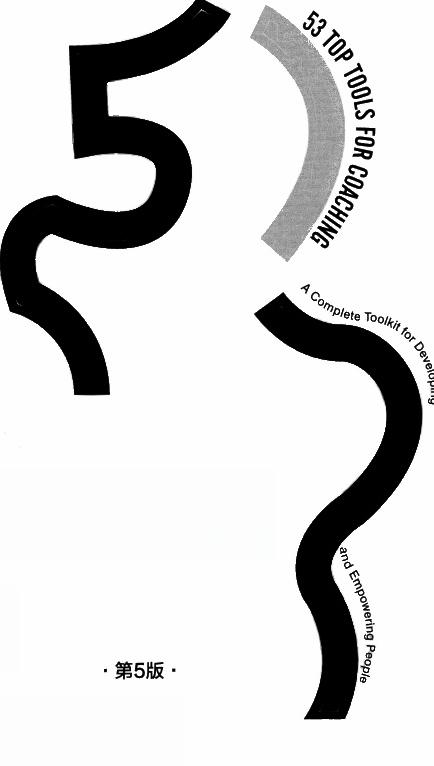 53 TOP TOOLS FOR COACHING
A Complete Toolkit for Developing
and Empowering People
·第5版·